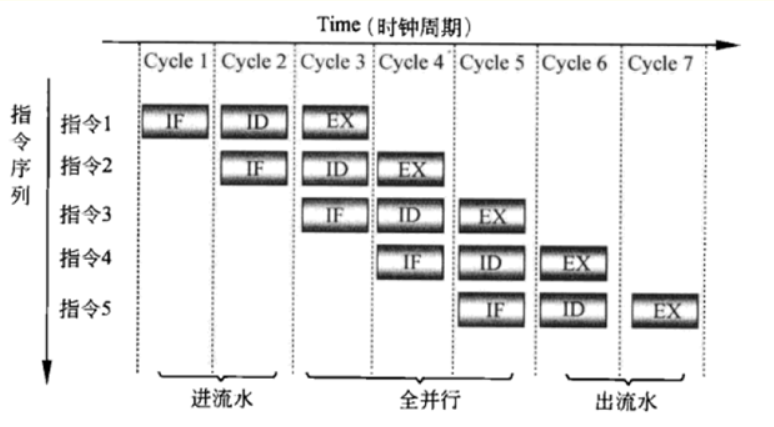 Time (时钟周期)
Cycle 1 Cycle 2 Cycle 3 Cycle 4 Cycle 5 Cycle 6 Cycle 7
指令序列
指令1 IF ID EX
指令2 IF ID EX
指令3 IF ID EX
指令4 IF ID EX
指令5 IF ID EX
进流水 全并行 出流水